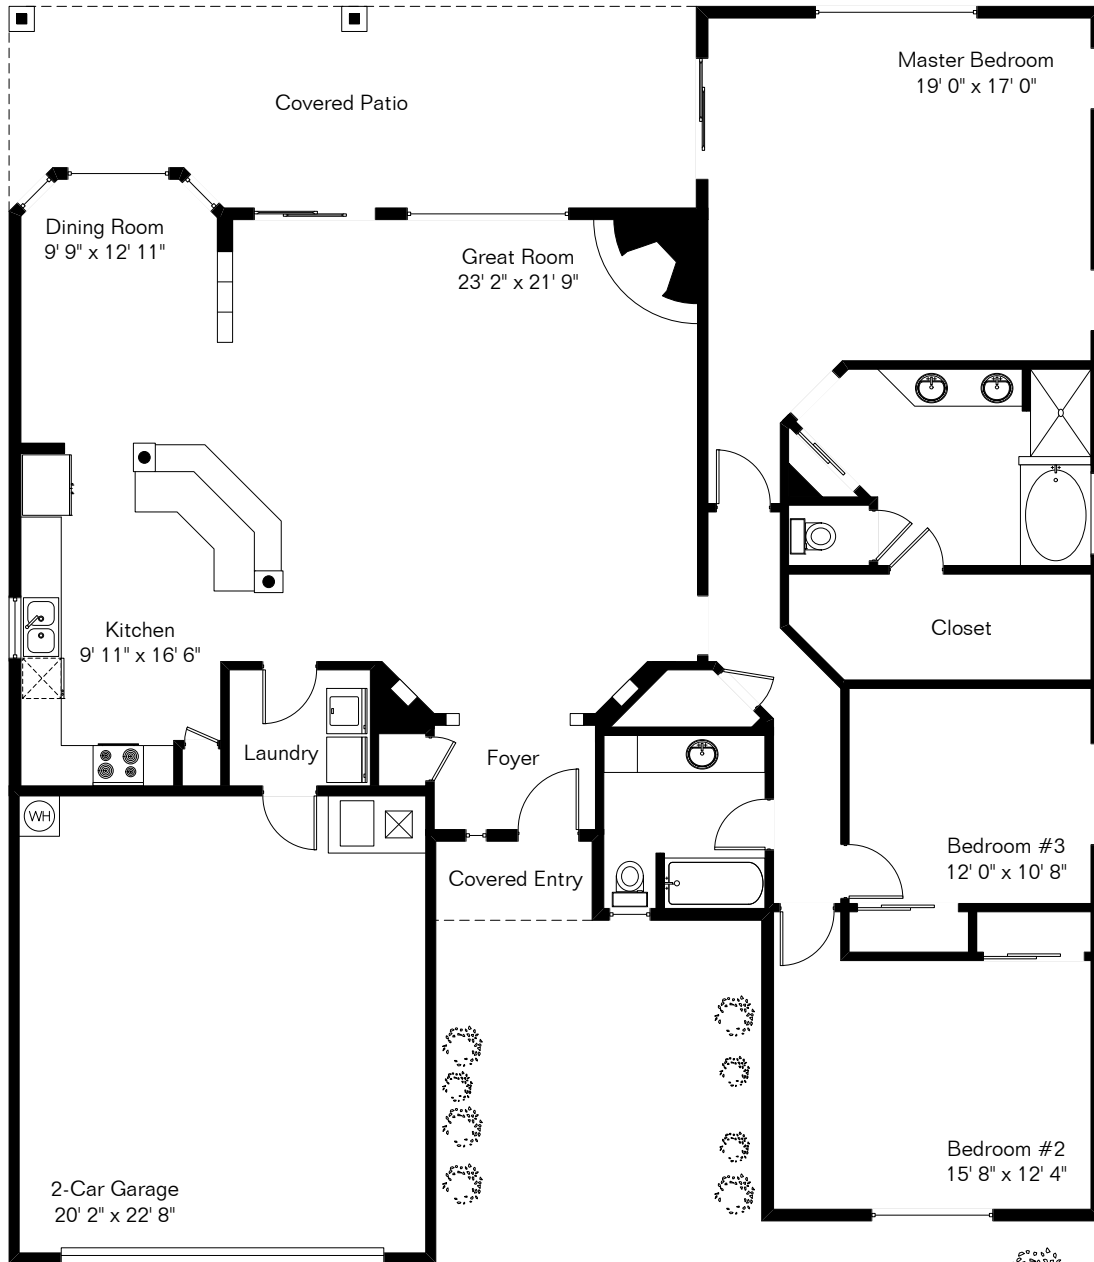 Master Bedroom
19' 0" x 17' 0"
Covered Patio
Dining Room
9' 9" x 12' 11"
Great Room
23' 2" x 21' 9"
Kitchen
9' 11" x 16' 6"
Closet
Laundry
Foyer
WH
Bedroom #3
12' 0" x 10' 8"
Covered Entry
Bedroom #2
15' 8" x 12' 4"
2-Car Garage
20' 2" x 22' 8"